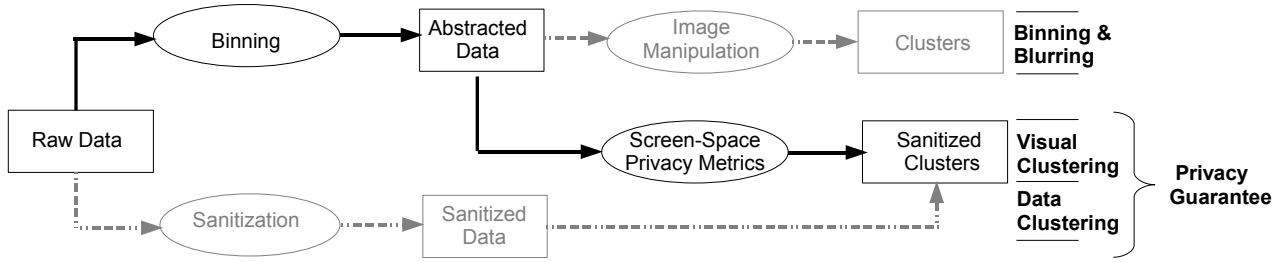 Binning
Abstracted
Data
Image
Manipulation
Clusters
Binning &
Blurring
Raw Data
Screen-Space
Privacy Metrics
Sanitized
Clusters
Visual
Clustering
Privacy
Guarantee
Sanitization
Sanitized
Data
Data
Clustering